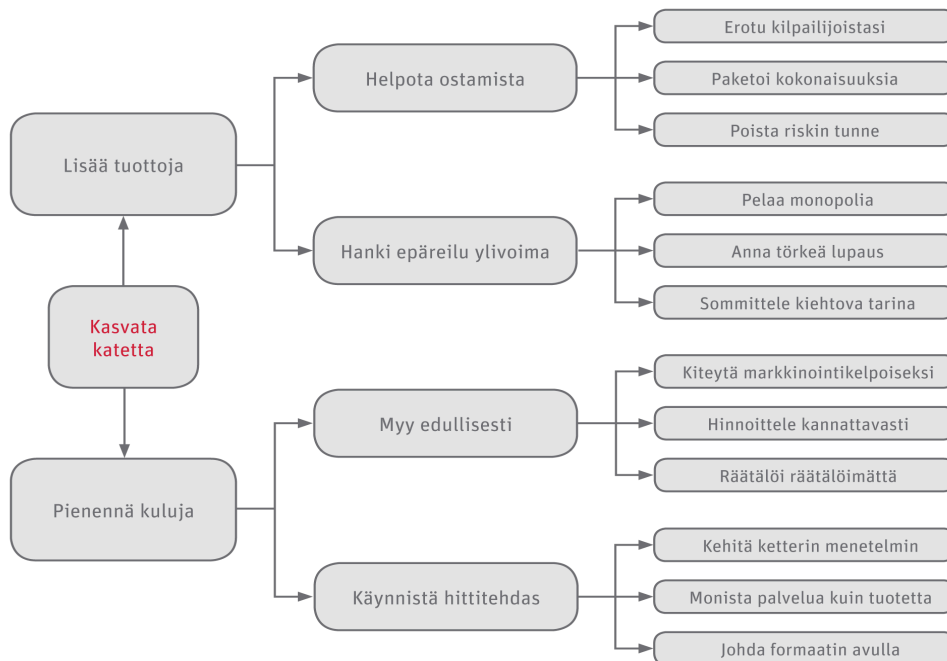 Erotu kilpailijoistasi
Helpota ostamista
Paketoi kokonaisuuksia
Poista riskin tunne
Lisää tuottoja
Pelaa monopolia
Hanki epäreilu ylivoima
Anna törkeä lupaus
Sommittele kiehtova tarina
Kasvata
katetta
Kiteytä markkinointikelpoiseksi
Myy edullisesti
Hinnoittele kannattavasti
Räätälöi räätälöimättä
Pienennä kuluja
Kehitä ketterin menetelmin
Käynnistä hittitehdas
Monista palvelua kuin tuotetta
Johda formaatin avulla